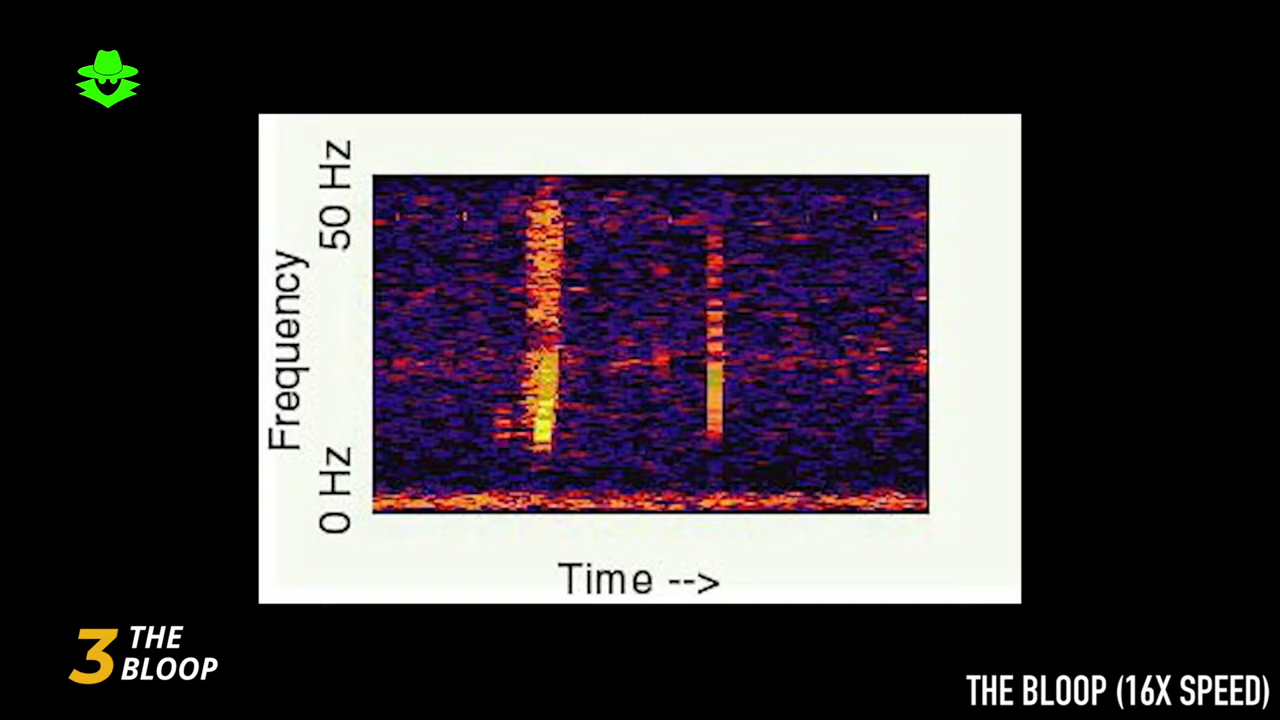 50 Hz
Frequency
0 Hz
Time -->
3 THE
BLOOP
THE BLOOP (16X SPEED)